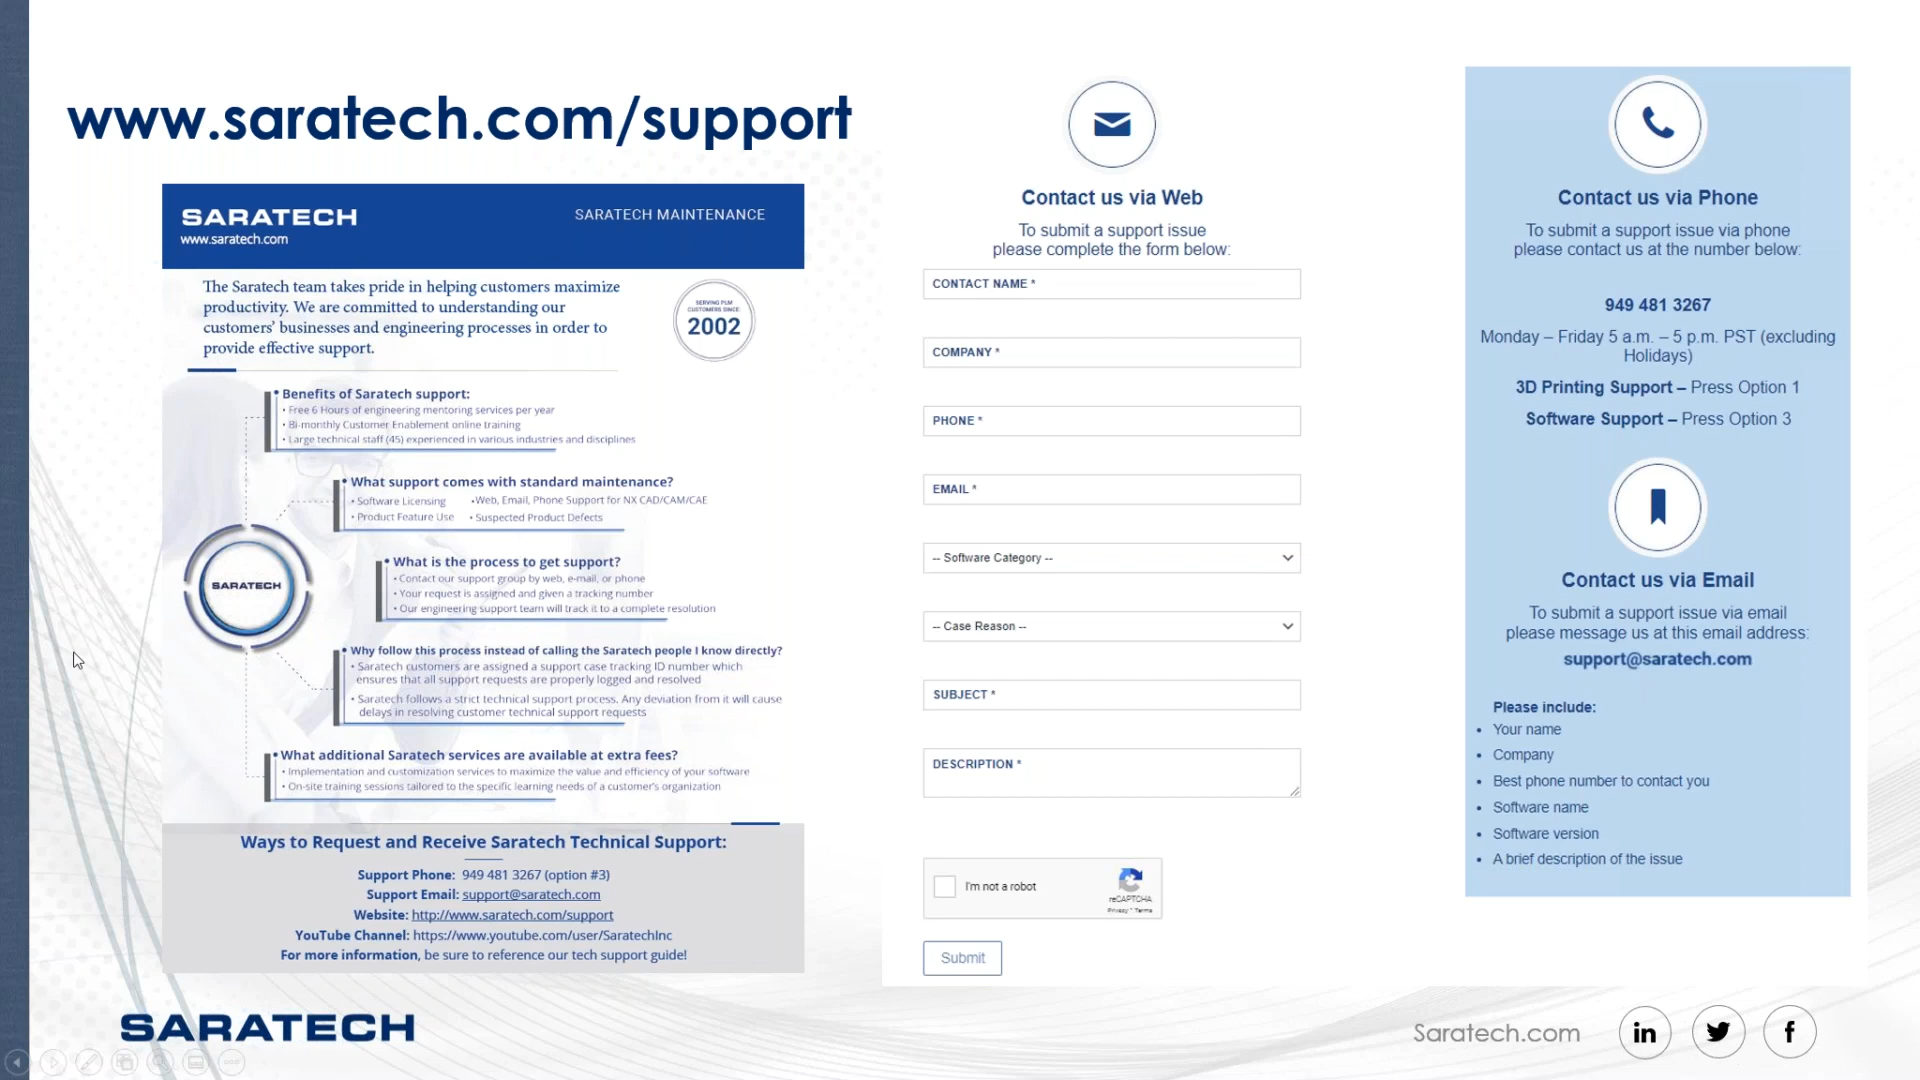 www.saratech.com/support
SARATECH
www.saratech.com
SARATECH MAINTENANCE
The Saratech team takes pride in helping customers maximize
productivity. We are committed to understanding our
customers' businesses and engineering processes in order to
provide effective support.
SERVING PLM
CUSTOMERS SINCE
2002
• Benefits of Saratech support:
• Free 6 Hours of engineering mentoring services per year
• Bi-monthly Customer Enablement online training
• Large technical staff (45) experienced in various industries and disciplines
• What support comes with standard maintenance?
• Software Licensing • Web, Email, Phone Support for NX CAD/CAM/CAE
• Product Feature Use • Suspected Product Defects
• What is the process to get support?
• Contact our support group by web, e-mail, or phone
• Your request is assigned and given a tracking number
• Our engineering support team will track it to a complete resolution
SARATECH
• Why follow this process instead of calling the Saratech people I know directly?
• Saratech customers are assigned a support case tracking ID number which
ensures that all support requests are properly logged and resolved
• Saratech follows a strict technical support process. Any deviation from it will cause
delays in resolving customer technical support requests
• What additional Saratech services are available at extra fees?
• Implementation and customization services to maximize the value and efficiency of your software
• On-site training sessions tailored to the specific learning needs of a customer's organization
Ways to Request and Receive Saratech Technical Support:
Support Phone: 949 481 3267 (option #3)
Support Email: support@saratech.com
Website: http://www.saratech.com/support
YouTube Channel: https://www.youtube.com/user/SaratechInc
For more information, be sure to reference our tech support guide!
Contact us via Web
To submit a support issue
please complete the form below:
CONTACT NAME *
COMPANY *
PHONE *
EMAIL *
-- Software Category --
-- Case Reason --
SUBJECT *
DESCRIPTION *
I'm not a robot
reCAPTCHA
Privacy - Terms
Submit
Contact us via Phone
To submit a support issue via phone
please contact us at the number below:
949 481 3267
Monday – Friday 5 a.m. – 5 p.m. PST (excluding
Holidays)
3D Printing Support – Press Option 1
Software Support – Press Option 3
Contact us via Email
To submit a support issue via email
please message us at this email address:
support@saratech.com
Please include:
• Your name
• Company
• Best phone number to contact you
• Software name
• Software version
• A brief description of the issue
SARATECH
Saratech.com
in
f